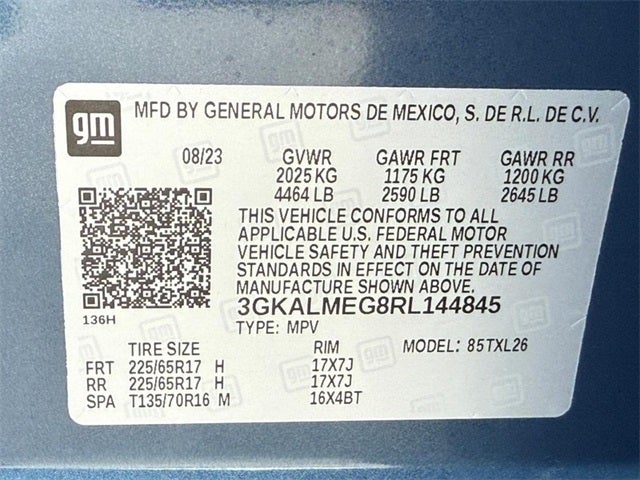 gm
MFD BY GENERAL MOTORS DE MEXICO, S. DE R.L. DE C.V.
08/23 GVWR GAWR FRT GAWR RR
2025 KG 1175 KG 1200 KG
4464 LB 2590 LB 2645 LB
THIS VEHICLE CONFORMS TO ALL
APPLICABLE U.S. FEDERAL MOTOR
VEHICLE SAFETY AND THEFT PREVENTION
STANDARDS IN EFFECT ON THE DATE OF
MANUFACTURE SHOWN ABOVE.
3GKALMEG8RL144845
136H
TYPE: MPV
TIRE SIZE RIM MODEL: 85TXL26
FRT 225/65R17 H 17X7J
RR 225/65R17 H 17X7J
SPA T135/70R16 M 16X4BT